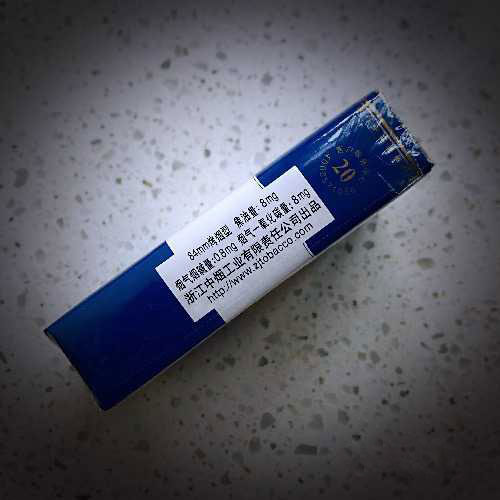 84mm烤烟型 焦油量:8mg
烟气烟碱量:0.8mg 烟气一氧化碳量:8mg
浙江中烟工业有限责任公司出品
http://www.zjtobacco.com
20